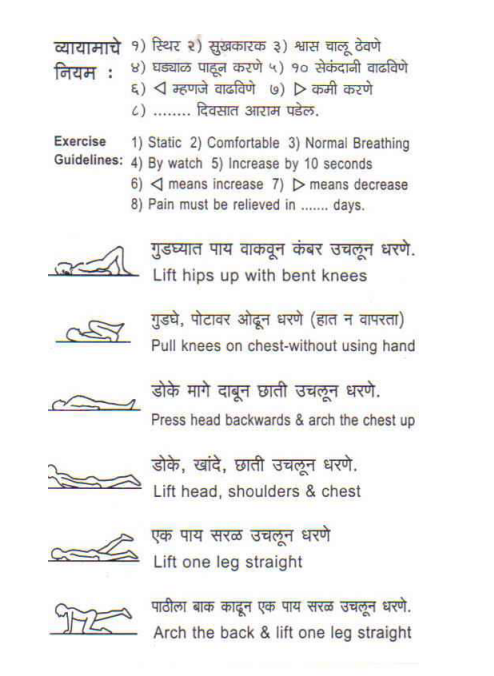 व्यायामाचे १) स्थिर २) सुखकारक ३) श्वास चालू ठेवणे
नियम : ४) घड्याळ पाहून करणे ५) १० सेकंदानी वाढविणे
६) ◁ म्हणजे वाढविणे ७) ▷ कमी करणे
८) ........ दिवसात आराम पडेल.
Exercise 1) Static 2) Comfortable 3) Normal Breathing
Guidelines: 4) By watch 5) Increase by 10 seconds
6) ◁ means increase 7) ▷ means decrease
8) Pain must be relieved in ....... days.
गुडघ्यात पाय वाकवून कंबर उचलून धरणे.
Lift hips up with bent knees
गुडघे, पोटावर ओढून धरणे (हात न वापरता)
Pull knees on chest-without using hand
डोके मागे दाबून छाती उचलून धरणे.
Press head backwards & arch the chest up
डोके, खांदे, छाती उचलून धरणे.
Lift head, shoulders & chest
एक पाय सरळ उचलून धरणे
Lift one leg straight
पाठीला बाक काढून एक पाय सरळ उचलून धरणे.
Arch the back & lift one leg straight